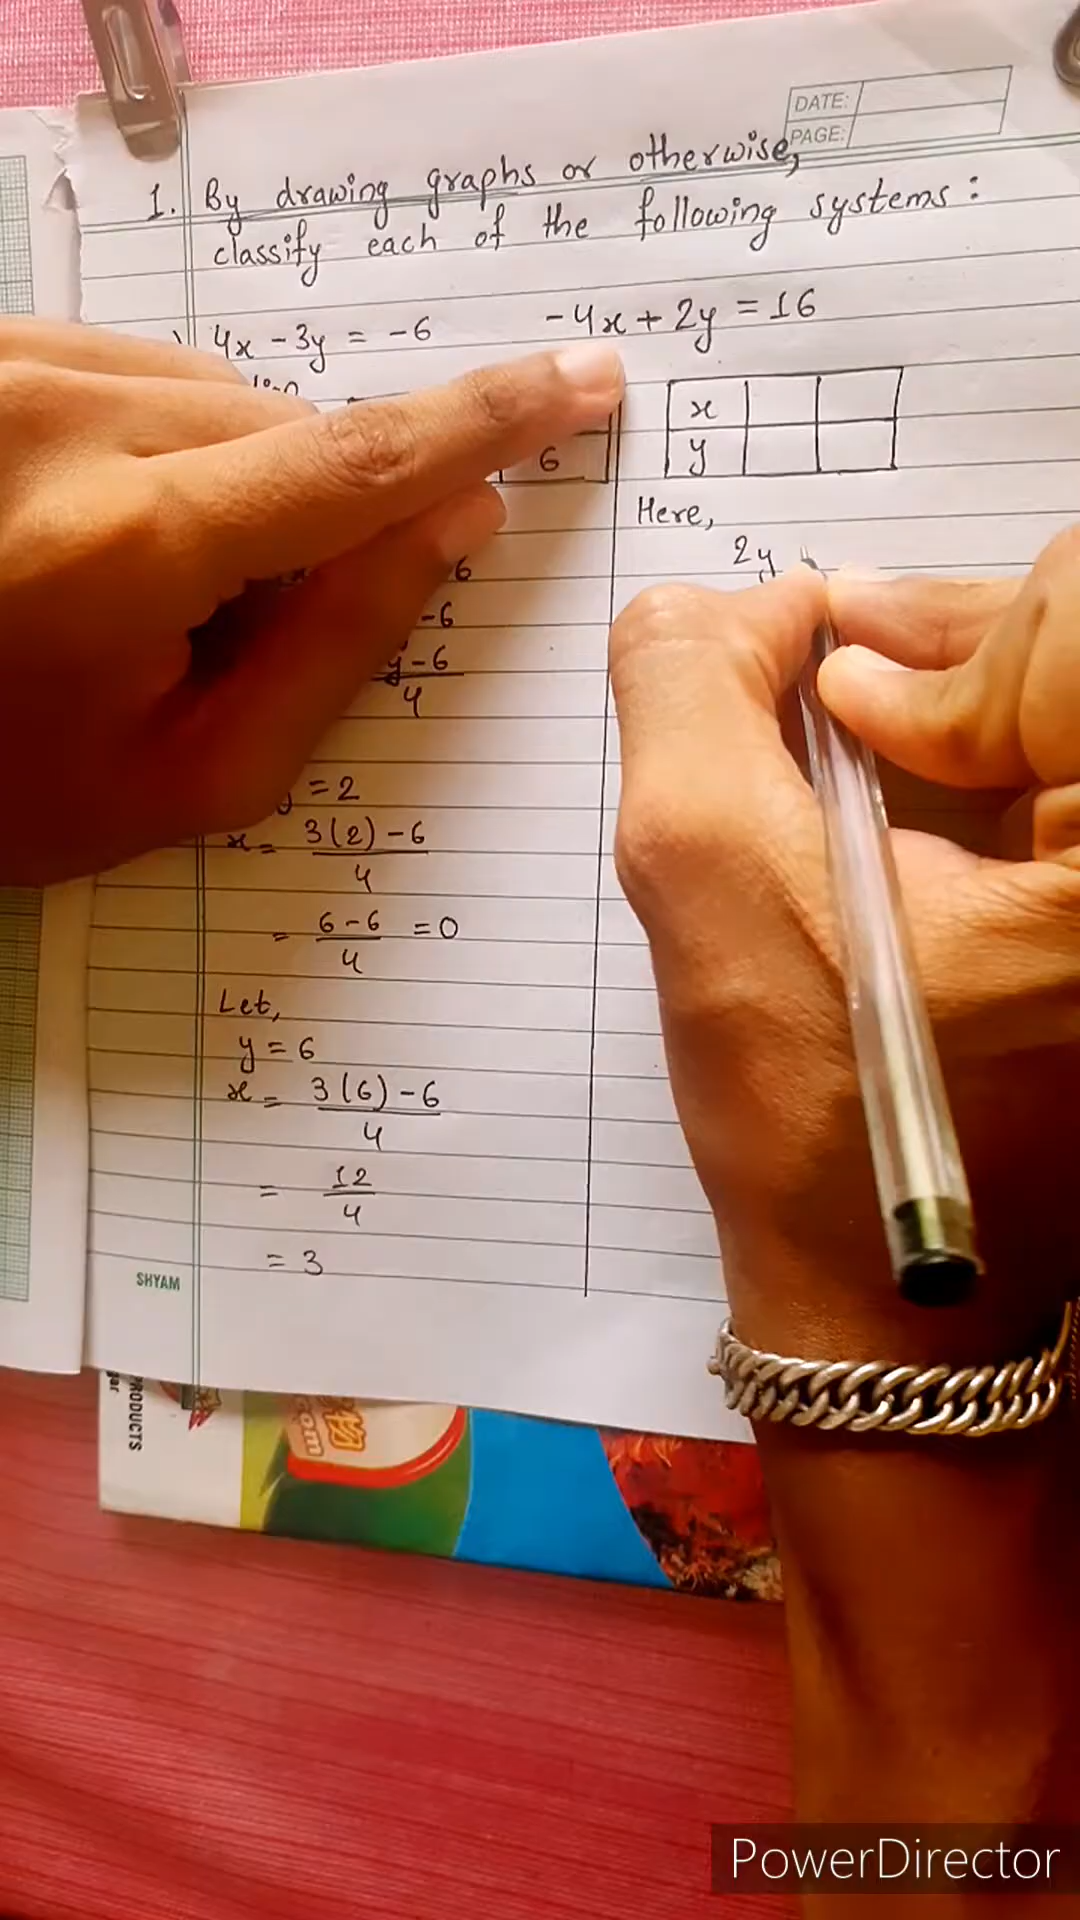 DATE:
PAGE:
1. By drawing graphs or otherwise,
classify each of the following systems:
4x - 3y = -6 -4x + 2y = 16
6
x
y
Here,
2y
6
-6
y - 6
4
y = 2
x = 3(2) - 6
4
= 6 - 6 = 0
4
Let,
y = 6
x = 3(6) - 6
4
= 12
4
= 3
SHYAM
PRODUCTS
com
PowerDirector